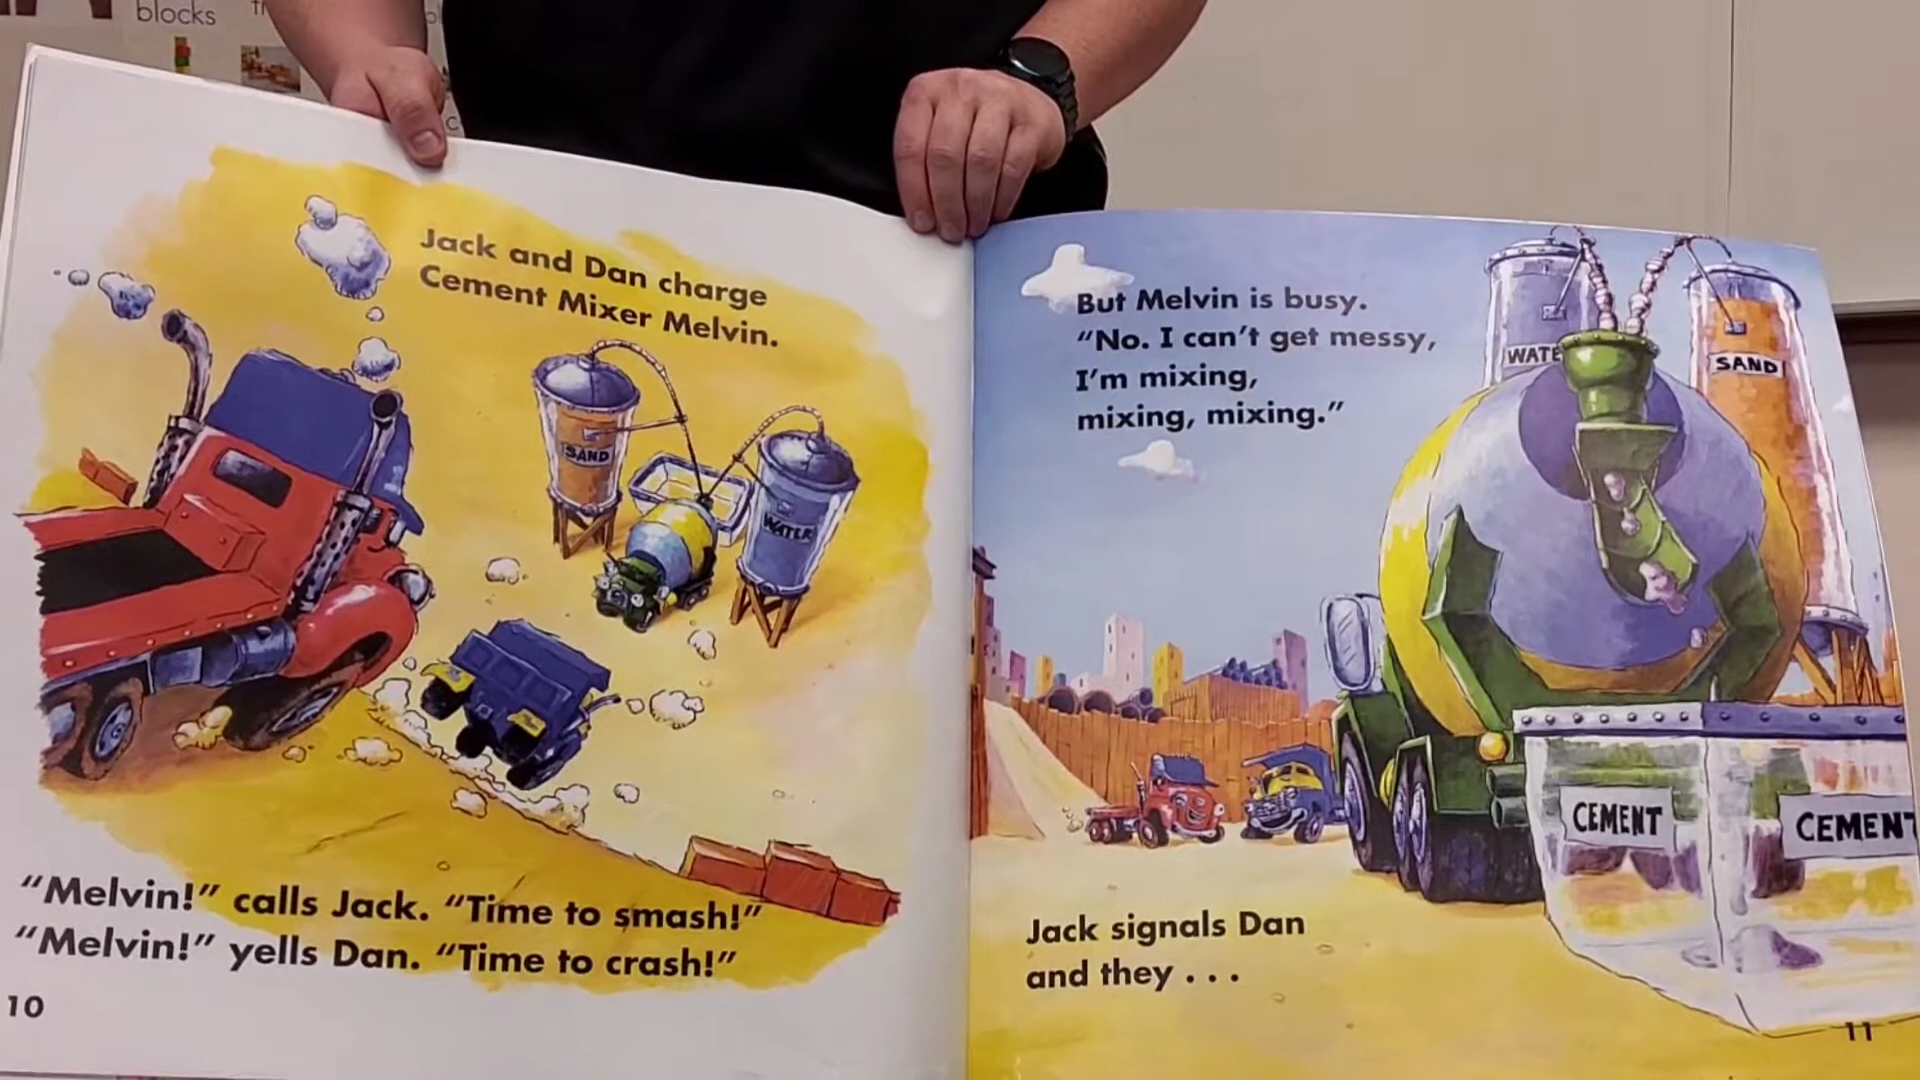 blocks
Jack and Dan charge
Cement Mixer Melvin.
SAND
WATER
"Melvin!" calls Jack. "Time to smash!"
"Melvin!" yells Dan. "Time to crash!"
10
But Melvin is busy.
"No. I can't get messy,
I'm mixing,
mixing, mixing."
WATE
SAND
CEMENT
CEMENT
Jack signals Dan
and they . . .
11